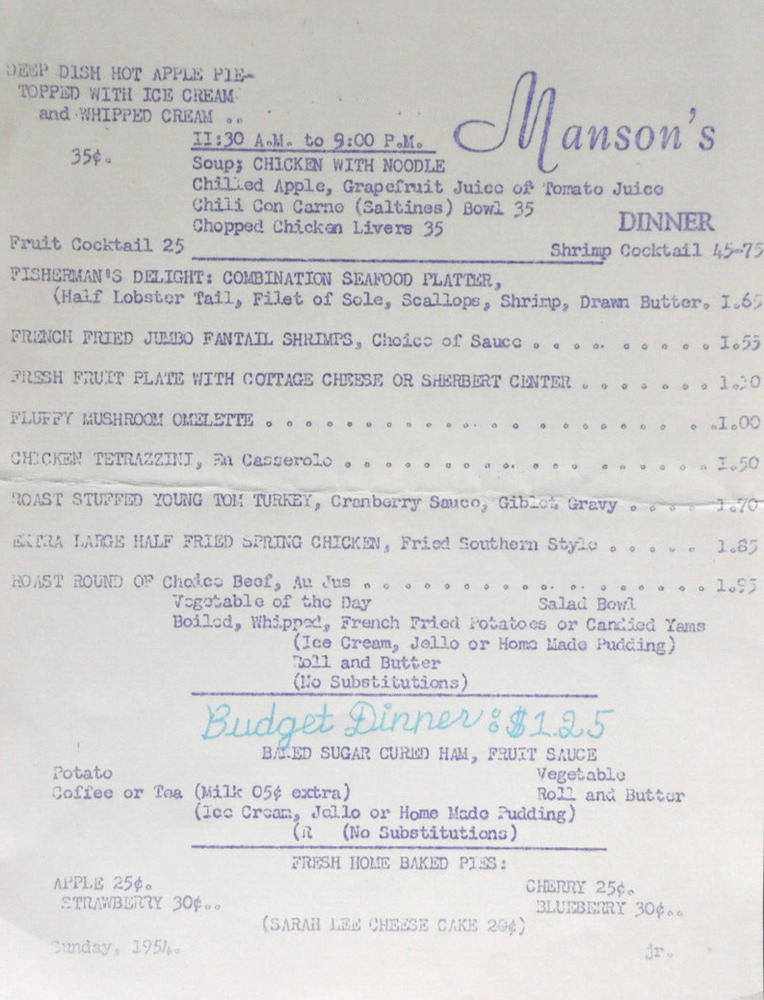 DEEP DISH HOT APPLE PIE-
TOPPED WITH ICE CREAM
and WHIPPED CREAM ..
35¢.
Manson's
11:30 A.M. to 9:00 P.M.
Soup; CHICKEN WITH NOODLE
Chilled Apple, Grapefruit Juice of Tomato Juice
Chili Con Carne (Saltines) Bowl 35
Chopped Chicken Livers 35
DINNER
Fruit Cocktail 25
Shrimp Cocktail 45-75
FISHERMAN'S DELIGHT: COMBINATION SEAFOOD PLATTER,
(Half Lobster Tail, Filet of Sole, Scallops, Shrimp, Drawn Butter. 1.65
FRENCH FRIED JUMBO FANTAIL SHRIMPS, Choice of Sauce . . . . . . . . . . 1.55
FRESH FRUIT PLATE WITH COTTAGE CHEESE OR SHERBERT CENTER . . . . . . .
FLUFFY MUSHROOM OMELETTE . . . . . . . . . . . . . . . . . . . . . . . 1.00
CHICKEN TETRAZZINI, En Casserole . . . . . . . . . . . . . . . . . . . 1.50
ROAST STUFFED YOUNG TOM TURKEY, Cranberry Sauce, Giblet Gravy . . . . 1.70
EXTRA LARGE HALF FRIED SPRING CHICKEN, Fried Southern Style . . . . . 1.85
ROAST ROUND OF Choice Beef, Au Jus . . . . . . . . . . . . . . . . . . 1.95
Vegetable of the Day Salad Bowl
Boiled, Whipped, French Fried Potatoes or Candied Yams
(Ice Cream, Jello or Home Made Pudding)
Roll and Butter
(No Substitutions)
Budget Dinner: $1.25
BAKED SUGAR CURED HAM, FRUIT SAUCE
Potato Vegetable
Coffee or Tea (Milk 05¢ extra) Roll and Butter
(Ice Cream, Jello or Home Made Pudding)
(R (No Substitutions)
FRESH HOME BAKED PIES:
APPLE 25¢. CHERRY 25¢.
STRAWBERRY 30¢.. BLUEBERRY 30¢..
(SARAH LEE CHEESE CAKE 20¢)
Sunday, 1954. jr.